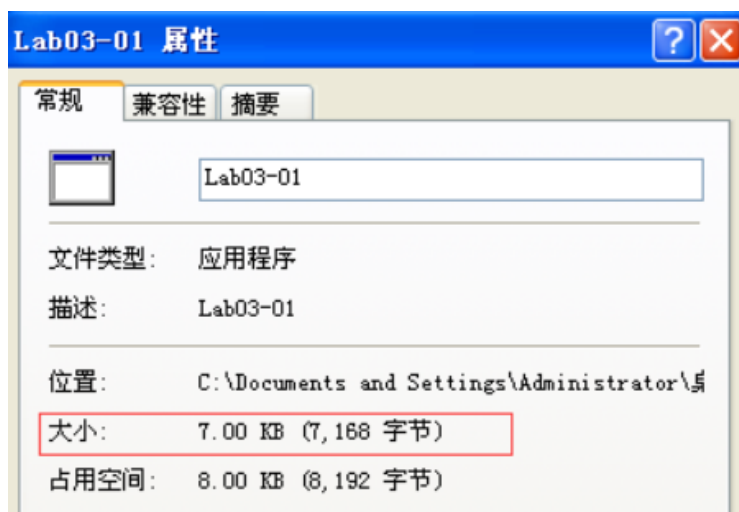 Lab03-01 属性
常规 兼容性 摘要
Lab03-01
文件类型: 应用程序
描述: Lab03-01
位置: C:\Documents and Settings\Administrator\桌
大小: 7.00 KB (7,168 字节)
占用空间: 8.00 KB (8,192 字节)